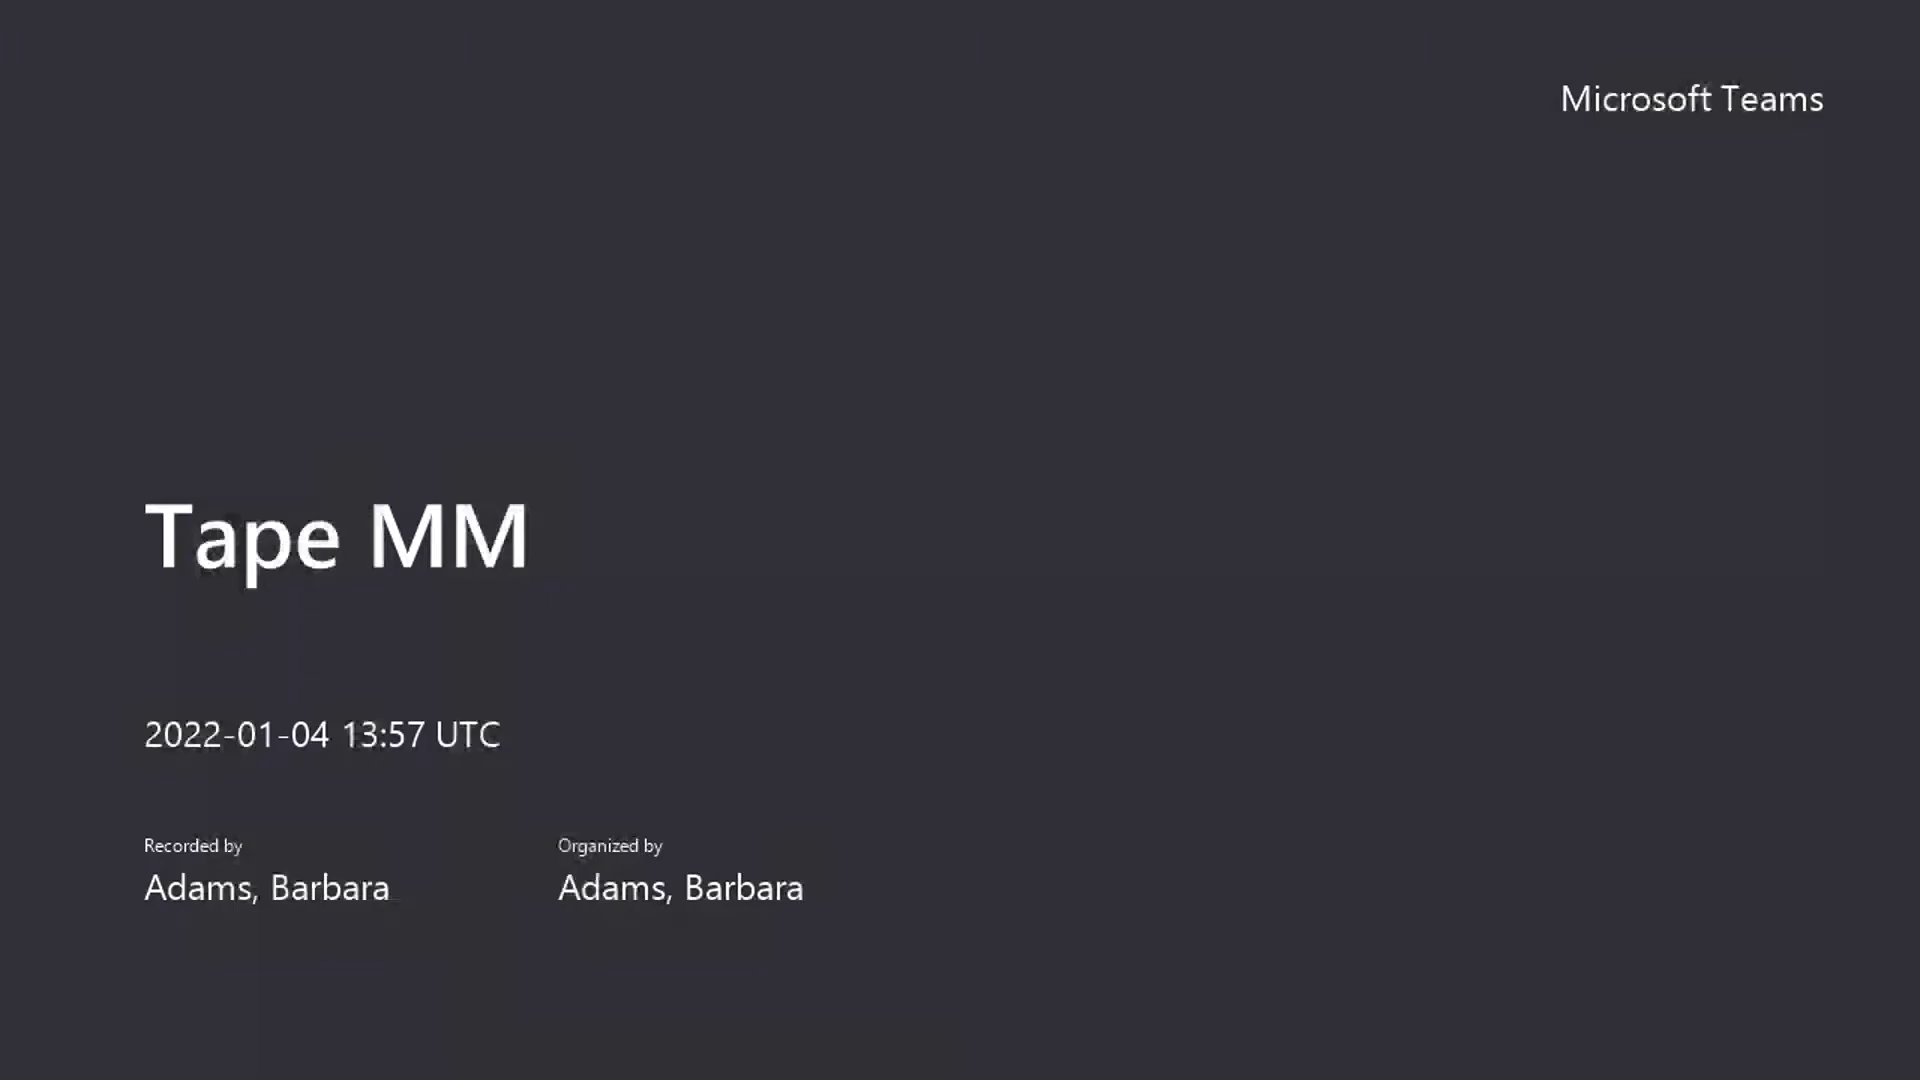 Microsoft Teams
Tape MM
2022-01-04 13:57 UTC
Recorded by
Adams, Barbara
Organized by
Adams, Barbara